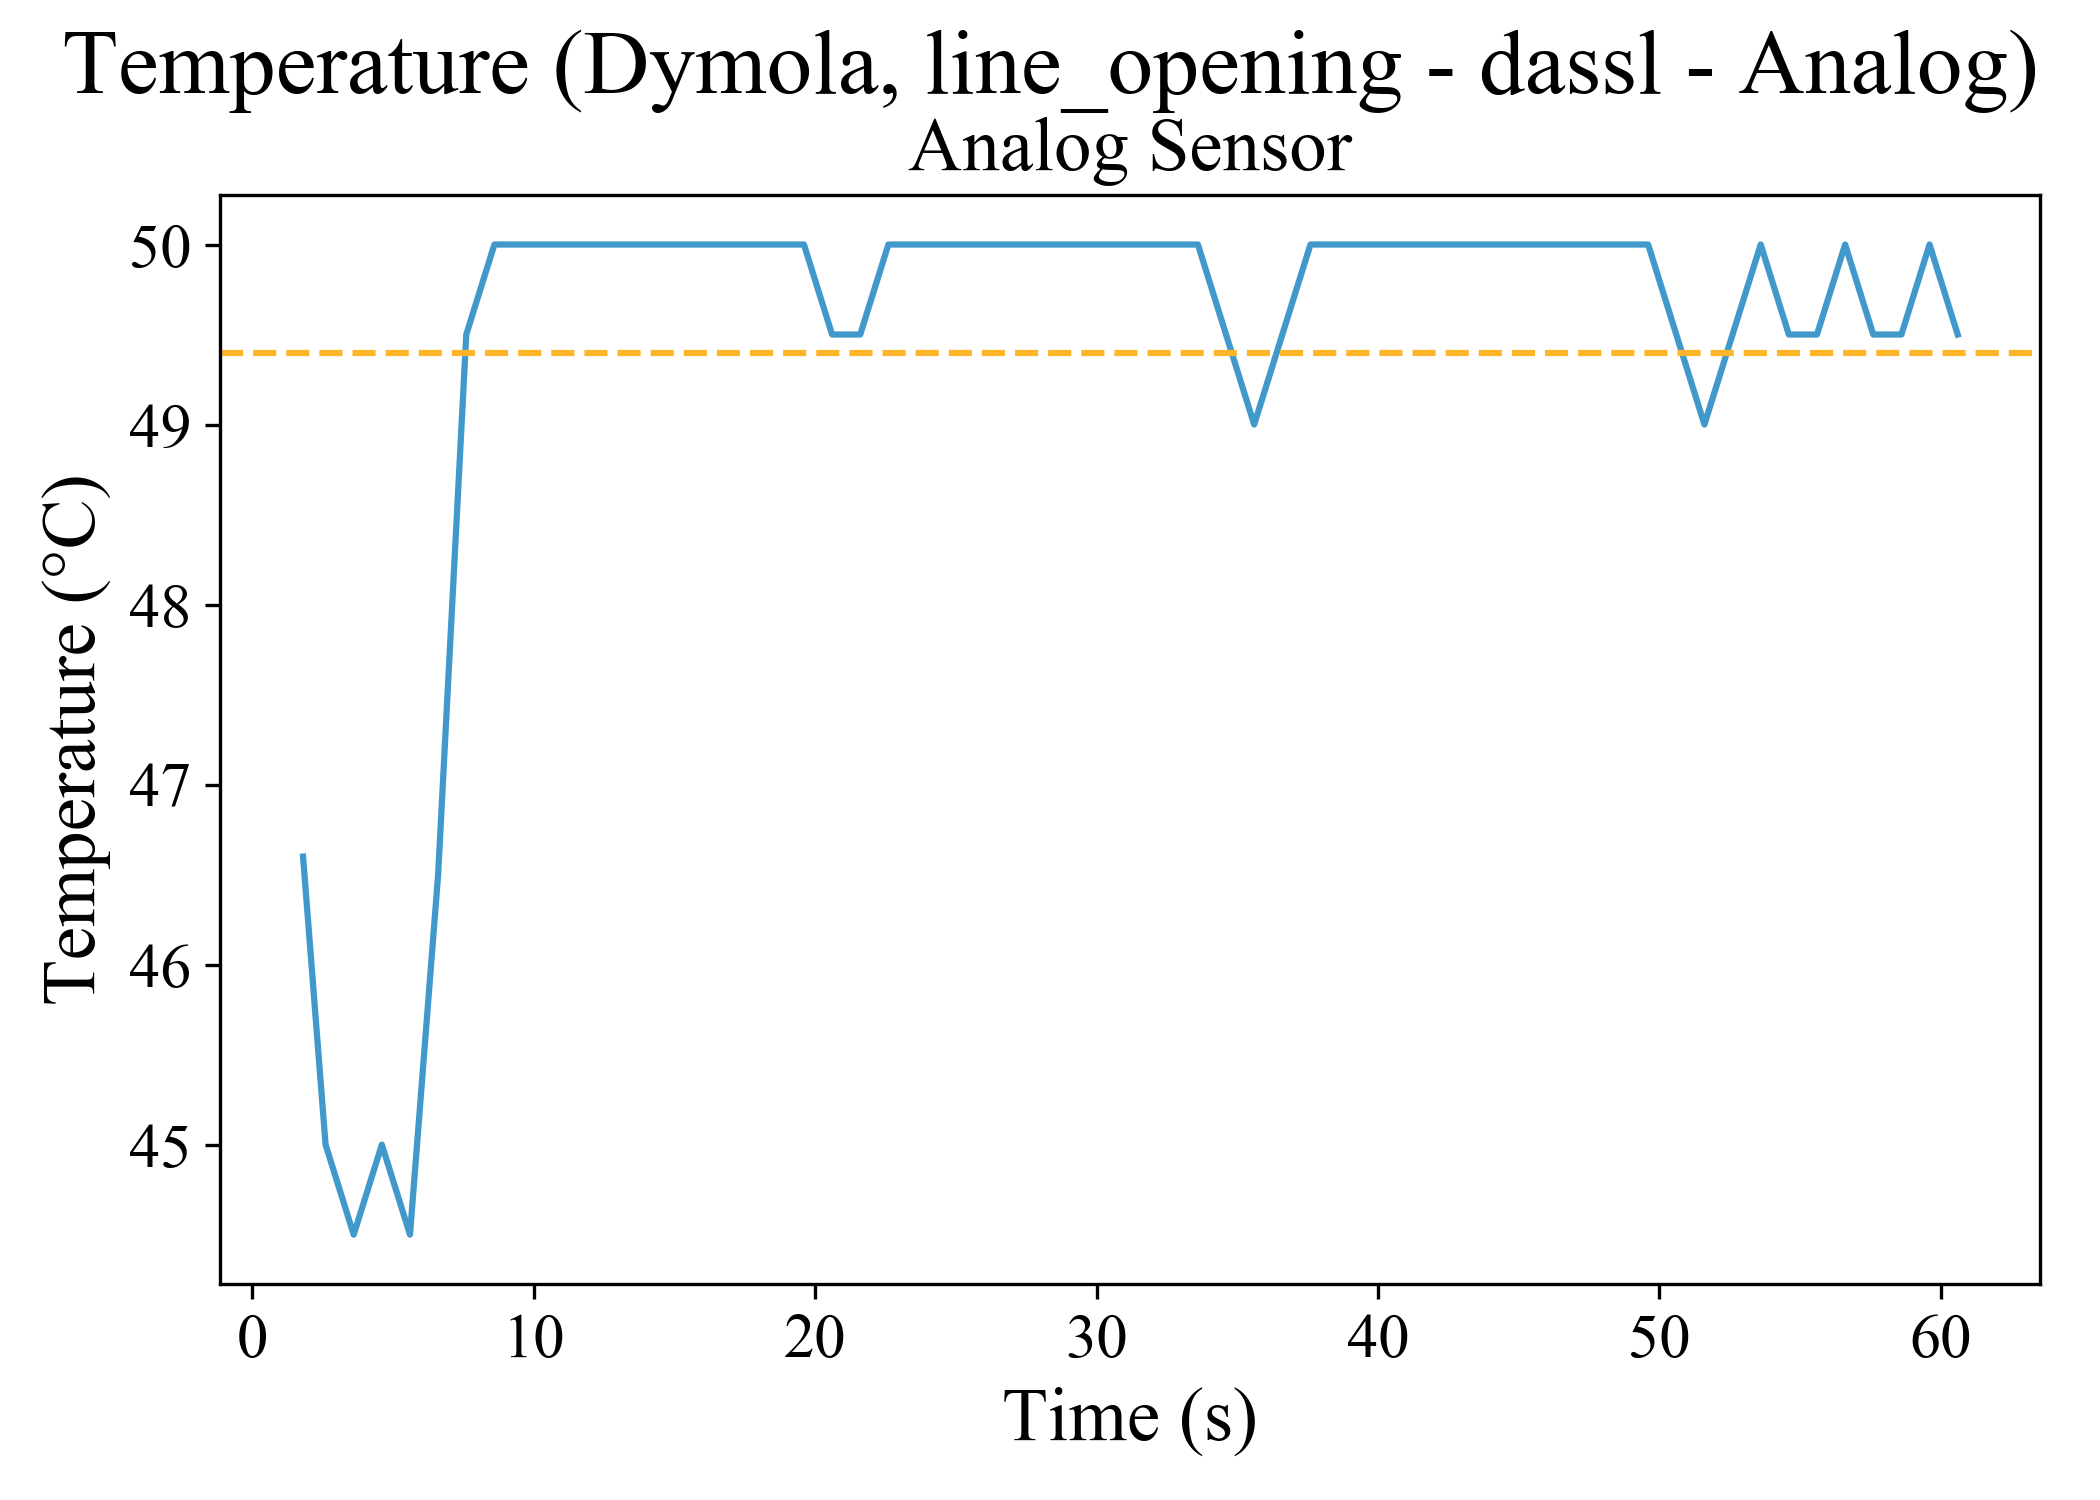 Temperature (Dymola, line_opening - dassl - Analog)
Analog Sensor
50
49
48
47
46
45
Temperature (°C)
0 10 20 30 40 50 60
Time (s)